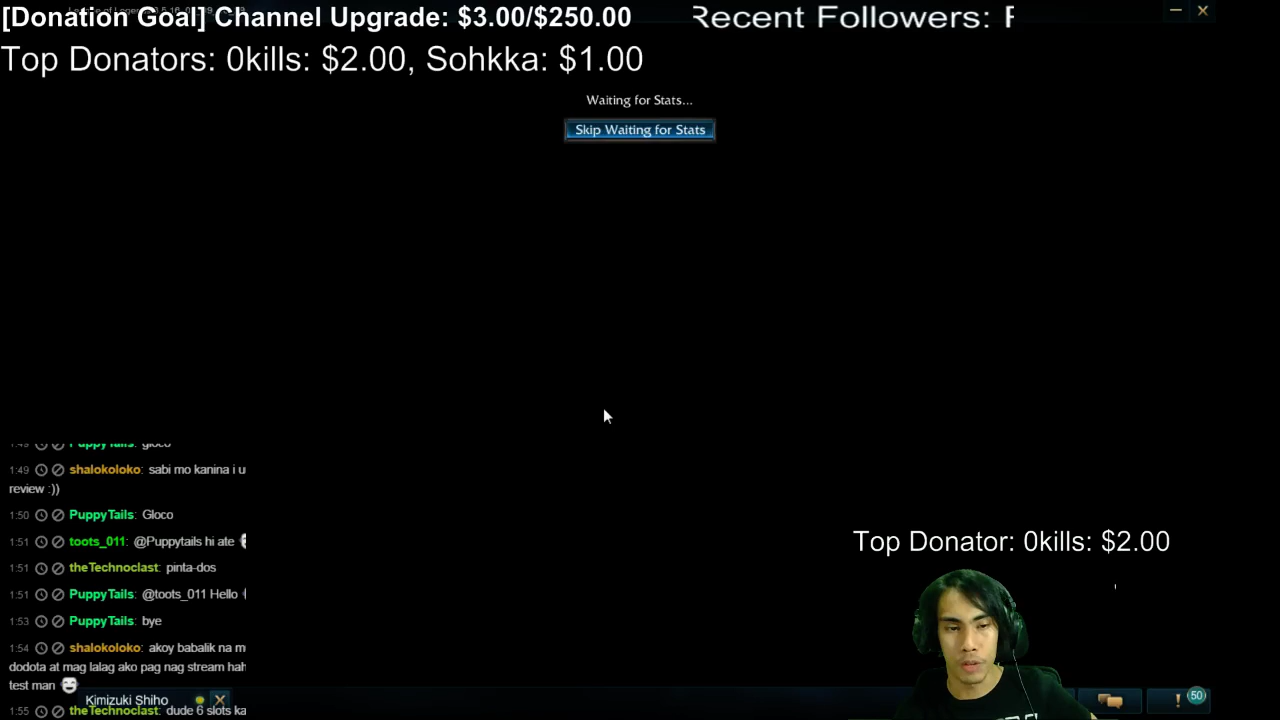 [Donation Goal] Channel Upgrade: $3.00/$250.00
Recent Followers:
Top Donators: 0kills: $2.00, Sohkka: $1.00
Waiting for Stats...
Skip Waiting for Stats
1:49 PuppyTails: gloco
1:49 shalokoloko: sabi mo kanina i u
review :))
1:50 PuppyTails: Gloco
1:51 toots_011: @Puppytails hi ate
1:51 theTechnoclast: pinta-dos
1:51 PuppyTails: @toots_011 Hello
1:53 PuppyTails: bye
1:54 shalokoloko: akoy babalik na m
dodota at mag lalag ako pag nag stream hah
test man
Kimizuki Shiho
1:55 theTechnoclast: dude 6 slots ka
Top Donator: 0kills: $2.00
50